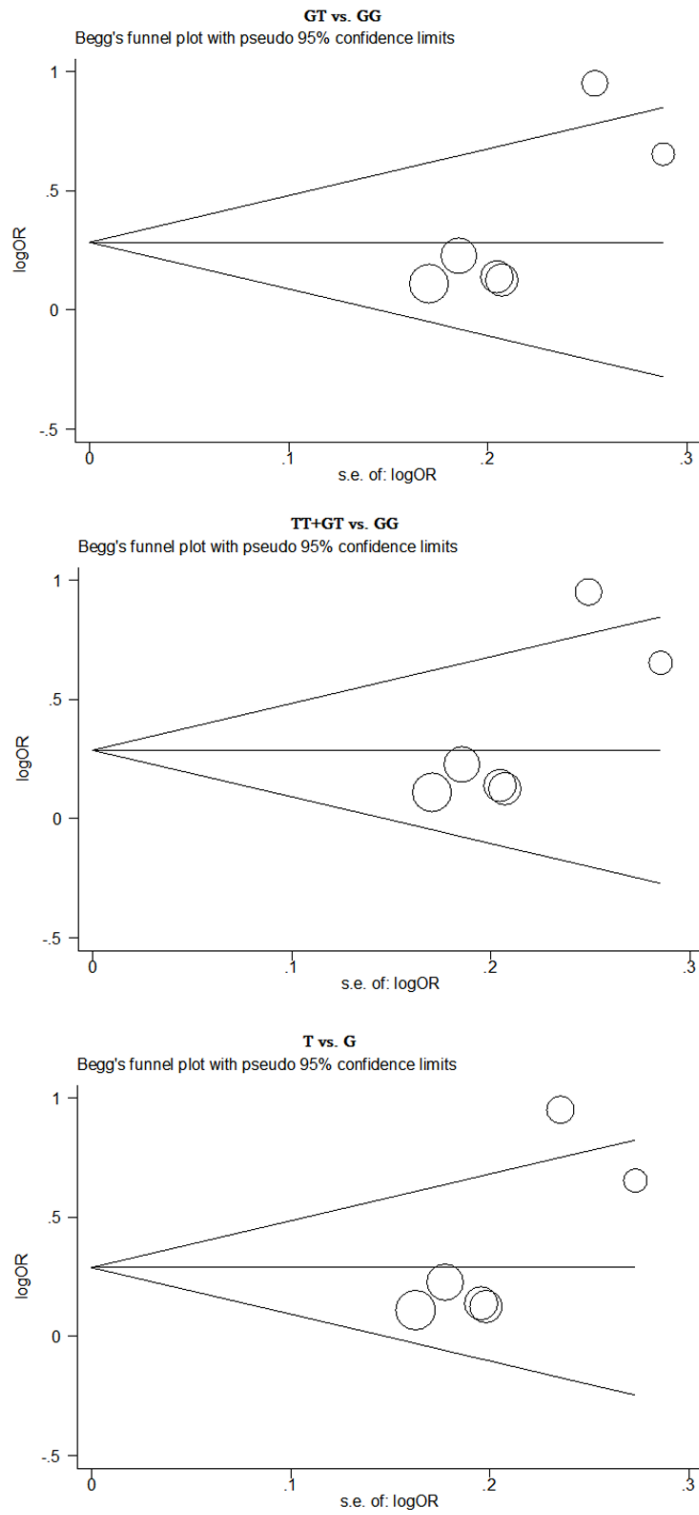 GT vs. GG
Begg's funnel plot with pseudo 95% confidence limits
1
.5
0
-.5
logOR
0 .1 .2 .3
s.e. of: logOR
TT+GT vs. GG
Begg's funnel plot with pseudo 95% confidence limits
1
.5
0
-.5
logOR
0 .1 .2 .3
s.e. of: logOR
T vs. G
Begg's funnel plot with pseudo 95% confidence limits
1
.5
0
-.5
logOR
0 .1 .2 .3
s.e. of: logOR